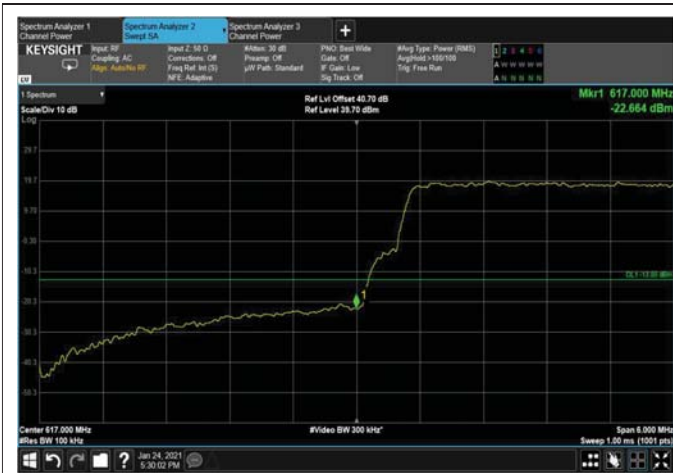 Spectrum Analyzer 1
Channel Power
Spectrum Analyzer 2
Swept SA
Spectrum Analyzer 3
Channel Power
+
KEYSIGHT
Input: RF
Coupling: AC
Align: Auto/No RF
Input Z: 50 Ω
Corrections: Off
Freq Ref: Int (S)
NFE: Adaptive
#Atten: 30 dB
Preamp: Off
µW Path: Standard
PNO: Best Wide
Gate: Off
IF Gain: Low
Sig Track: Off
#Avg Type: Power (RMS)
Avg|Hold:>100/100
Trig: Free Run
1 2 3 4 5 6
A W W W W W
A N N N N N
1 Spectrum
Scale/Div 10 dB
Log
Ref Lvl Offset 40.70 dB
Ref Level 39.70 dBm
Mkr1 617.000 MHz
-22.664 dBm
29.7
19.7
9.70
-0.30
-10.3
-20.3
-30.3
-40.3
-50.3
DL1 -13.00 dBm
1
Center 617.000 MHz
#Res BW 100 kHz
#Video BW 300 kHz*
Span 6.000 MHz
Sweep 1.00 ms (1001 pts)
?
Jan 24, 2021
5:30:02 PM